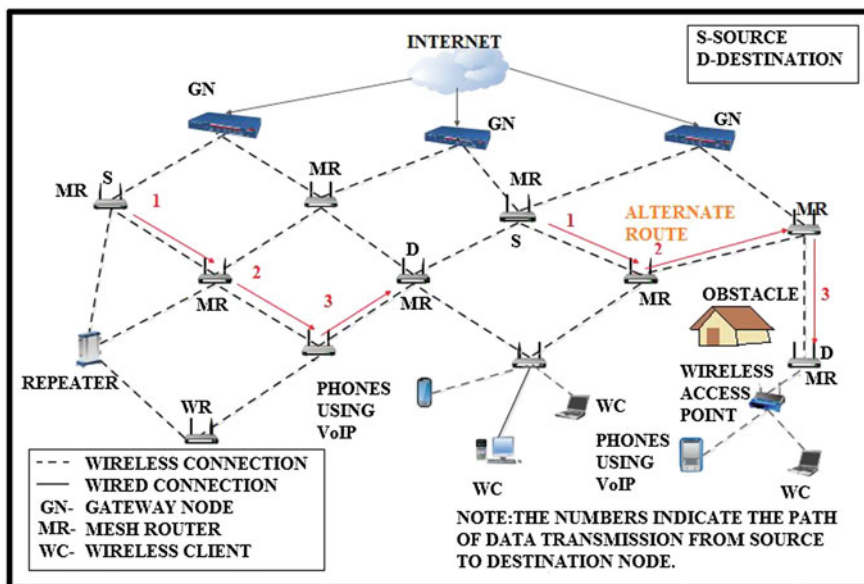 INTERNET
S-SOURCE
D-DESTINATION
GN
GN
GN
S
MR
1
MR
MR
S
1
ALTERNATE
ROUTE
2
MR
MR
2
3
D
MR
MR
OBSTACLE
3
REPEATER
WR
PHONES
USING
VoIP
WC
WC
WIRELESS
ACCESS
POINT
D
MR
PHONES
USING
VoIP
WC
WIRELESS CONNECTION
WIRED CONNECTION
GN- GATEWAY NODE
MR- MESH ROUTER
WC- WIRELESS CLIENT
NOTE:THE NUMBERS INDICATE THE PATH
OF DATA TRANSMISSION FROM SOURCE
TO DESTINATION NODE.